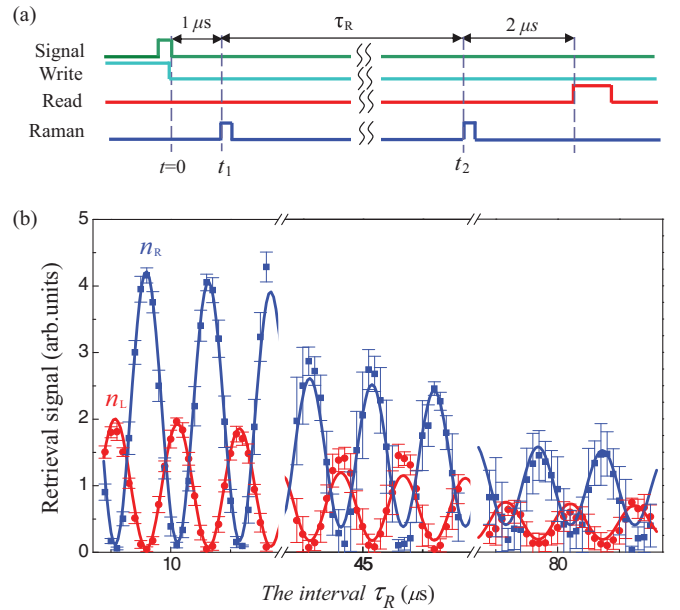 (a)
1 μs
τR
2 μs
Signal
Write
Read
Raman
t=0
t1
t2
(b)
5
4
3
2
1
0
nR
nL
Retrieval signal (arb.units)
10
45
80
The interval τR (μs)